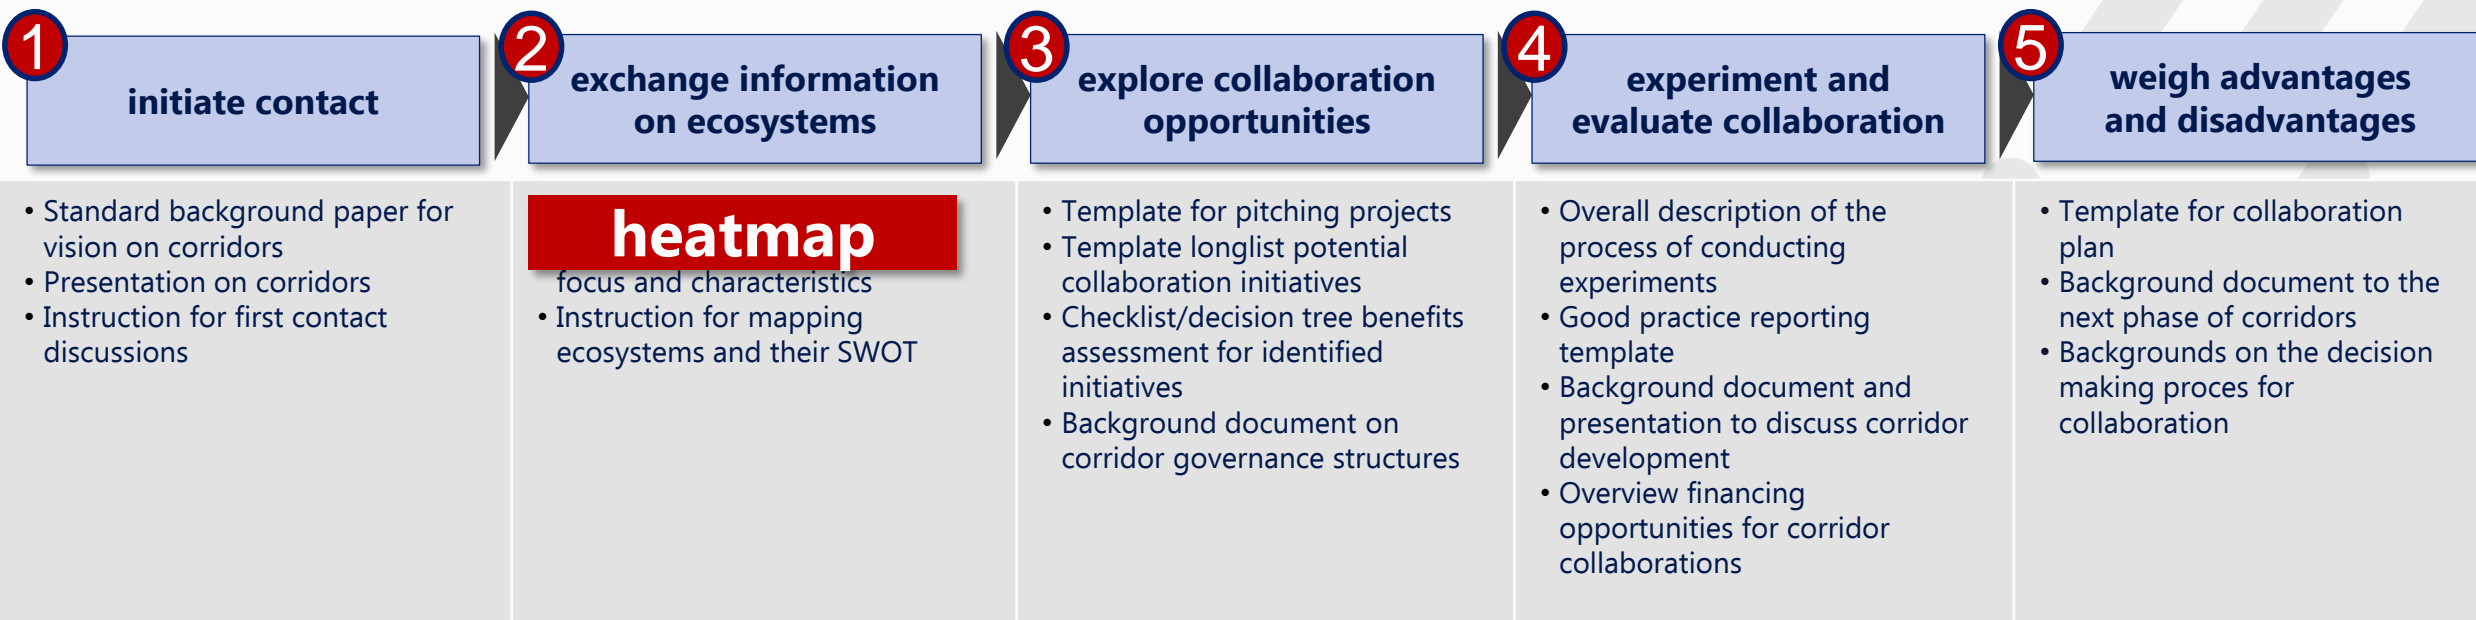 1
initiate contact
2
exchange information
on ecosystems
3
explore collaboration
opportunities
4
experiment and
evaluate collaboration
5
weigh advantages
and disadvantages
• Standard background paper for
vision on corridors
• Presentation on corridors
• Instruction for first contact
discussions
heatmap
focus and characteristics
• Instruction for mapping
ecosystems and their SWOT
• Template for pitching projects
• Template longlist potential
collaboration initiatives
• Checklist/decision tree benefits
assessment for identified
initiatives
• Background document on
corridor governance structures
• Overall description of the
process of conducting
experiments
• Good practice reporting
template
• Background document and
presentation to discuss corridor
development
• Overview financing
opportunities for corridor
collaborations
• Template for collaboration
plan
• Background document to the
next phase of corridors
• Backgrounds on the decision
making proces for
collaboration